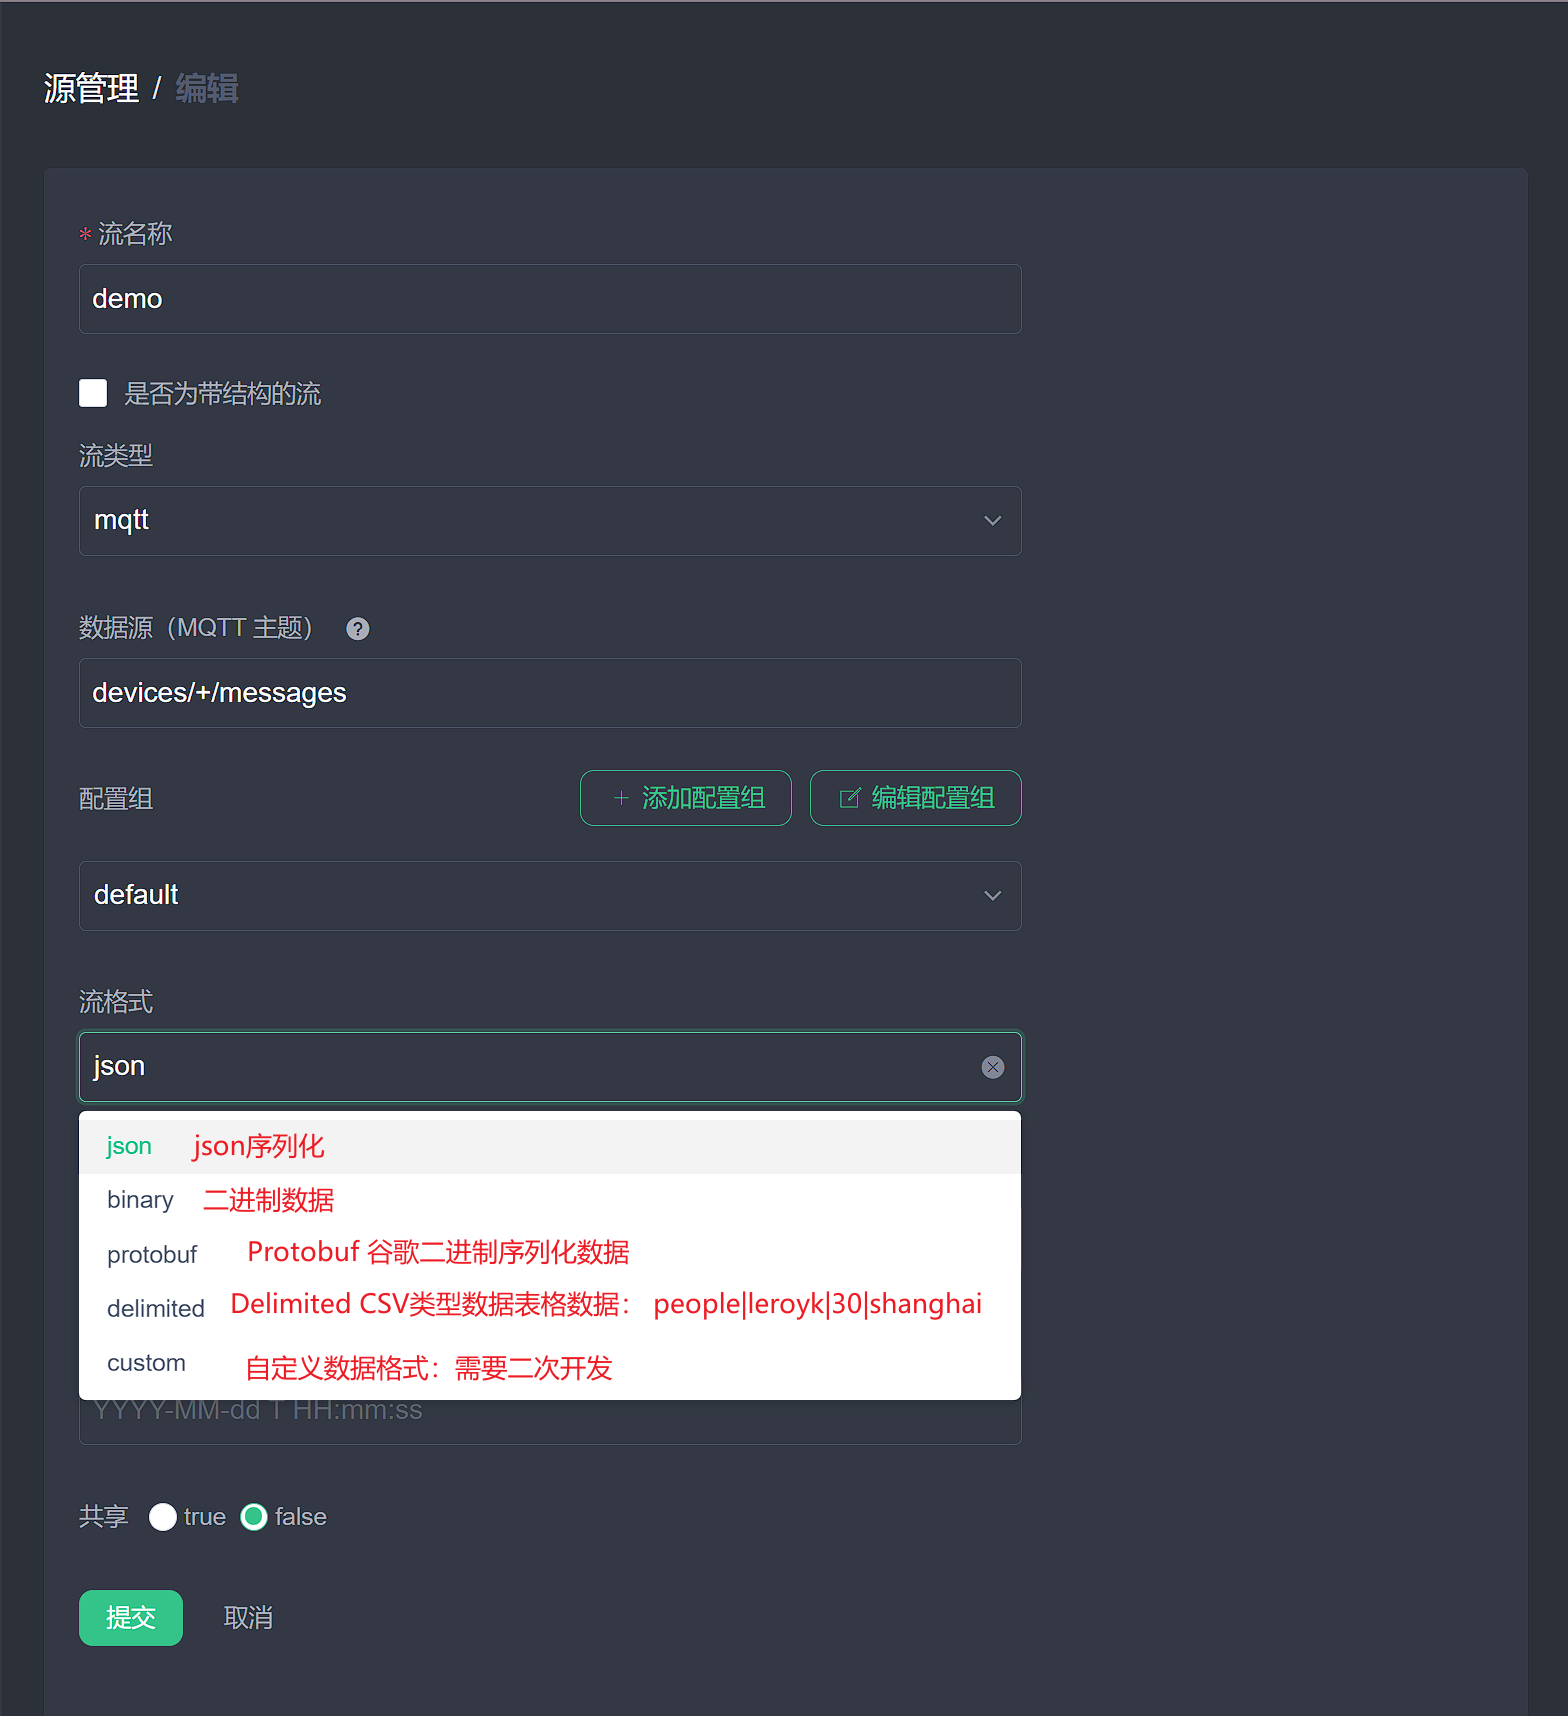 源管理 / 编辑
* 流名称
demo
是否为带结构的流
流类型
mqtt
数据源（MQTT 主题） ?
devices/+/messages
配置组
+ 添加配置组
编辑配置组
default
流格式
json
json json序列化
binary 二进制数据
protobuf Protobuf 谷歌二进制序列化数据
delimited Delimited CSV类型数据表格数据： people|leroyk|30|shanghai
custom 自定义数据格式：需要二次开发
YYYY-MM-dd T HH:mm:ss
共享 true false
提交 取消